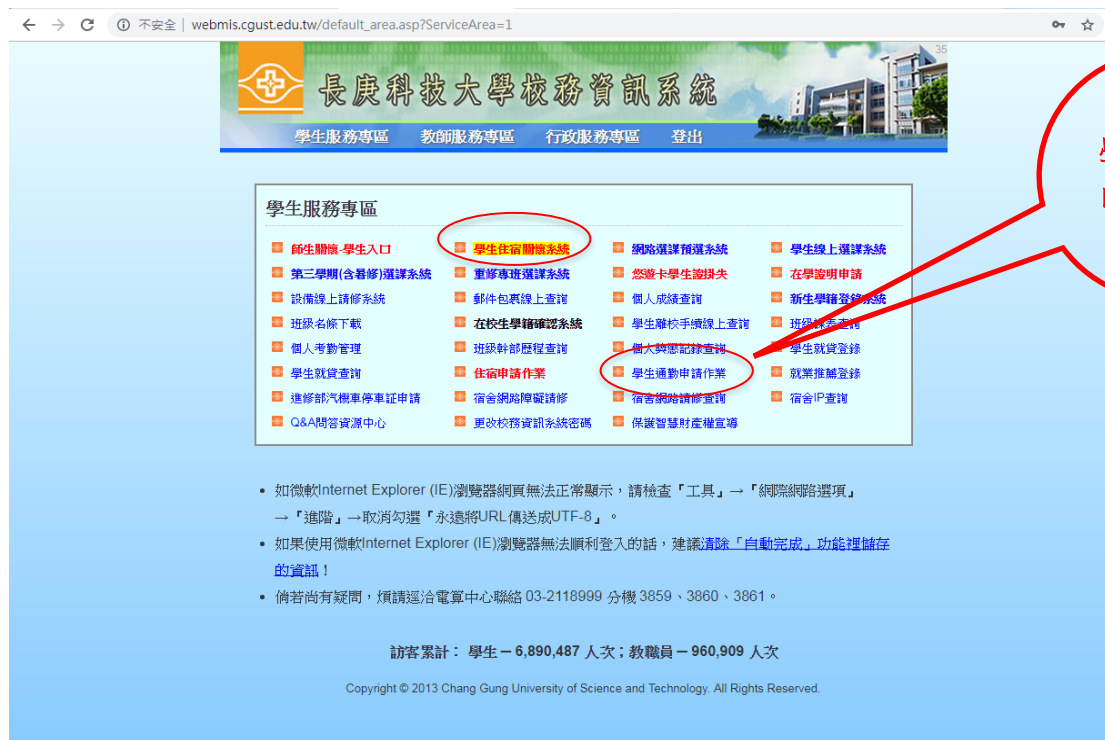 不安全 | webmis.cgust.edu.tw/default_area.asp?ServiceArea=1
35
長庚科技大學校務資訊系統
學生服務專區 教師服務專區 行政服務專區 登出
學生服務專區
師生關懷-學生入口 學生住宿關懷系統 網路選課預選系統 學生線上選課系統
第三學期(含暑修)選課系統 重修專班選課系統 悠遊卡學生證掛失 在學證明申請
設備線上請修系統 郵件包裹線上查詢 個人成績查詢 新生學籍登錄系統
班級名條下載 在校生學籍確認系統 學生離校手續線上查詢 班級課表查詢
個人考勤管理 班級幹部歷程查詢 個人獎懲記錄查詢 學生就貸登錄
學生就貸查詢 住宿申請作業 學生通勤申請作業 就業推薦登錄
進修部汽機車停車証申請 宿舍網路障礙請修 宿舍網路請修查詢 宿舍IP查詢
Q&A問答資源中心 更改校務資訊系統密碼 保護智慧財產權宣導
• 如微軟Internet Explorer (IE)瀏覽器網頁無法正常顯示，請檢查『工具』→『網際網路選項』
→『進階』→取消勾選『永遠將URL傳送成UTF-8』。
• 如果使用微軟Internet Explorer (IE)瀏覽器無法順利登入的話，建議清除「自動完成」功能裡儲存
的資訊！
• 倘若尚有疑問，煩請逕洽電算中心聯絡 03-2118999 分機 3859、3860、3861。
訪客累計： 學生－6,890,487 人次；教職員－960,909 人次
Copyright © 2013 Chang Gung University of Science and Technology. All Rights Reserved.